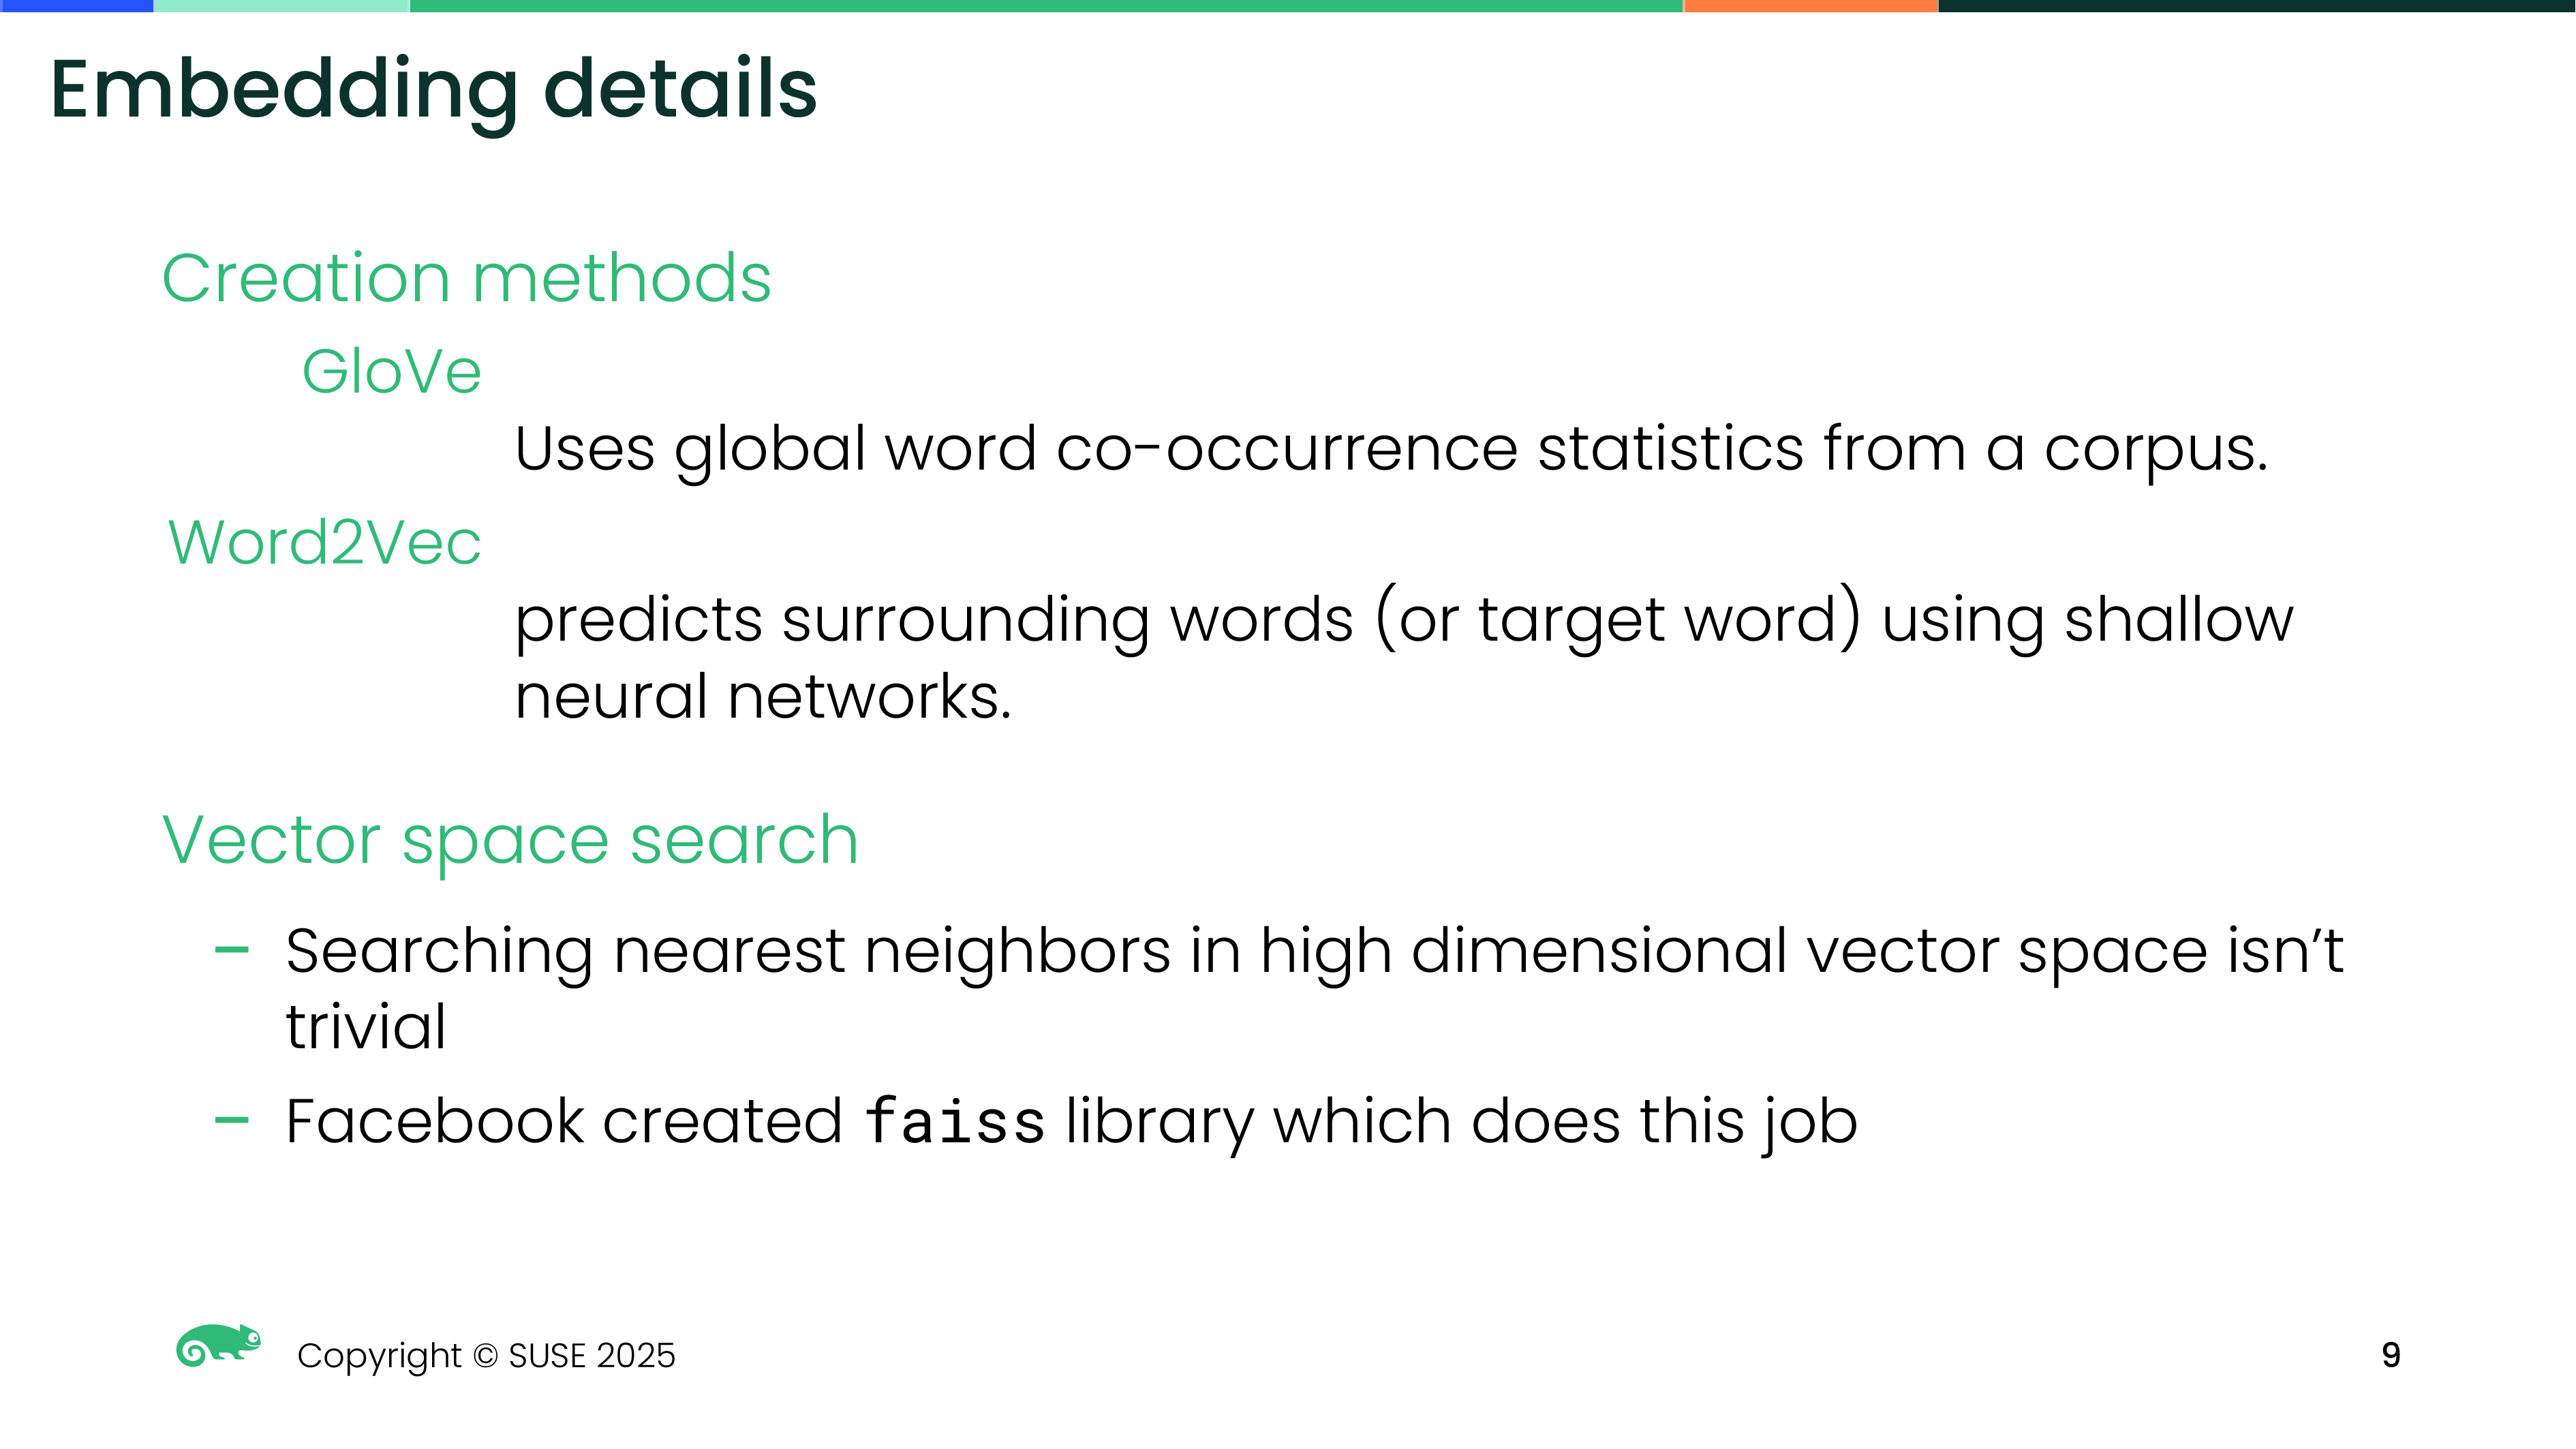 Embedding details
Creation methods
GloVe
Uses global word co-occurrence statistics from a corpus.
Word2Vec
predicts surrounding words (or target word) using shallow
neural networks.
Vector space search
– Searching nearest neighbors in high dimensional vector space isn’t
trivial
– Facebook created faiss library which does this job
Copyright © SUSE 2025
9